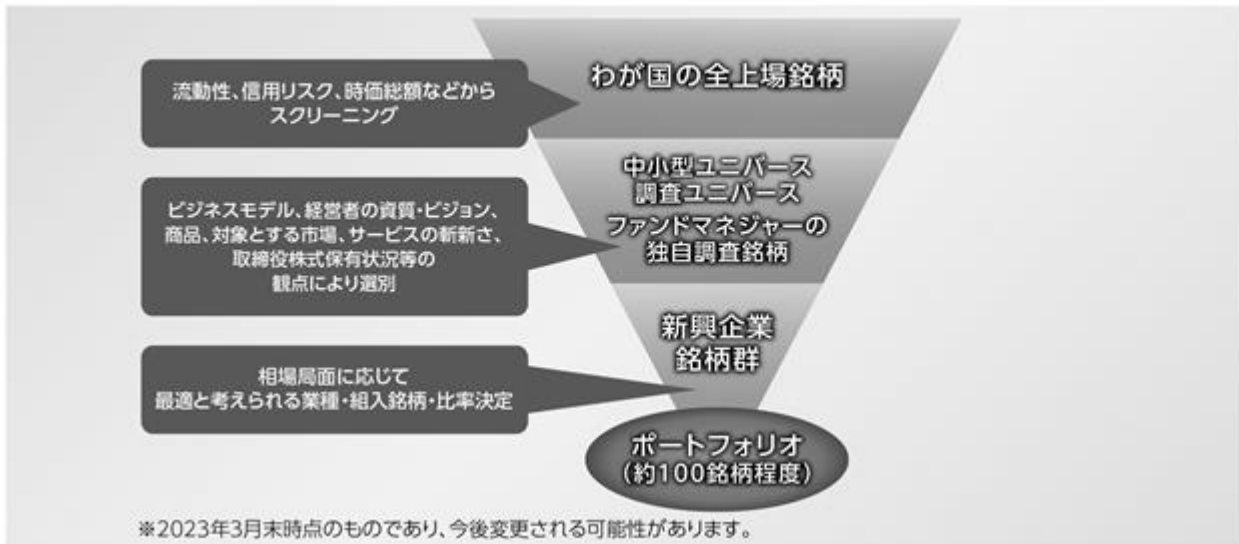 わが国の全上場銘柄
流動性、信用リスク、時価総額などから
スクリーニング
中小型ユニバース
調査ユニバース
ファンドマネジャーの
独自調査銘柄
ビジネスモデル、経営者の資質・ビジョン、
商品、対象とする市場、サービスの斬新さ、
取締役株式保有状況等の
観点により選別
新興企業
銘柄群
相場局面に応じて
最適と考えられる業種・組入銘柄・比率決定
ポートフォリオ
(約100銘柄程度)
※2023年3月末時点のものであり、今後変更される可能性があります。